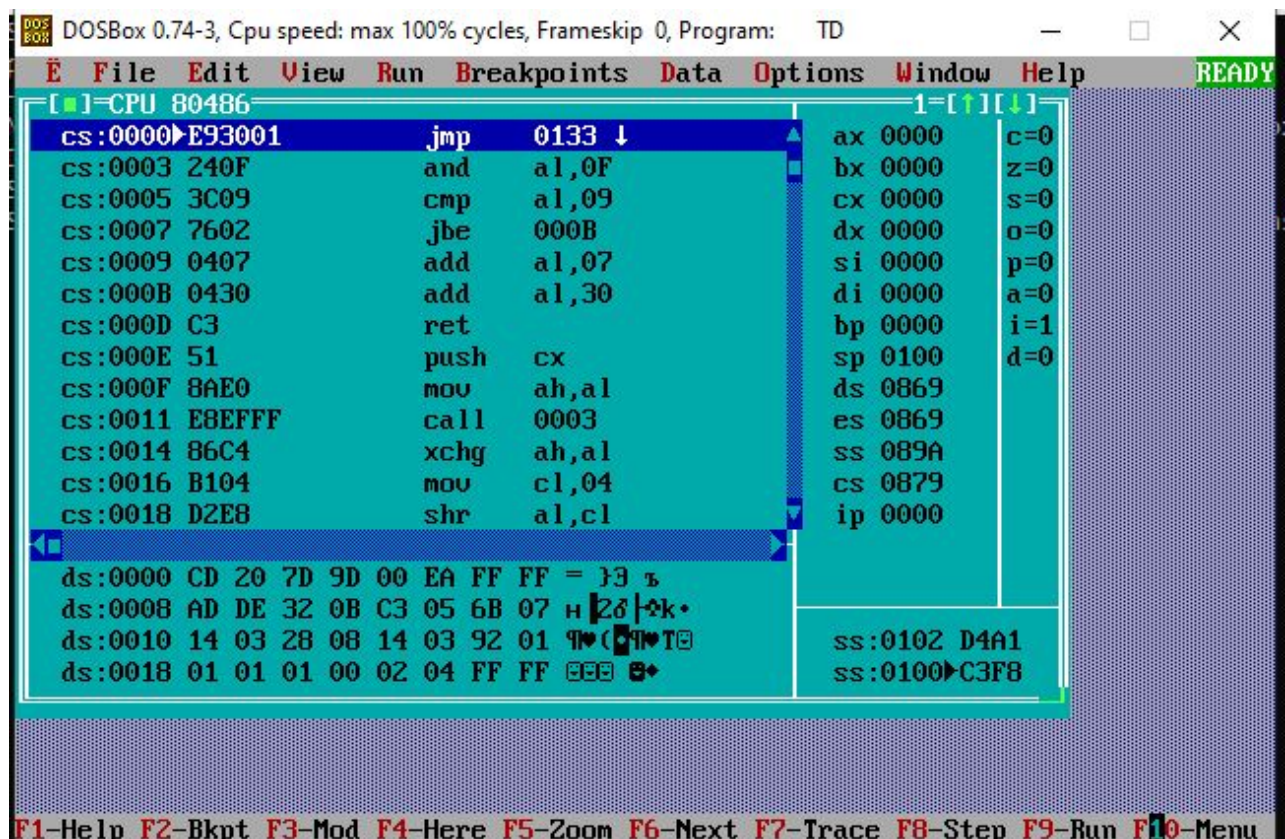 DOSBox 0.74-3, Cpu speed: max 100% cycles, Frameskip 0, Program: TD
Ë File Edit View Run Breakpoints Data Options Window Help READY
[■]=CPU 80486 1=[↑][↓]
cs:0000►E93001 jmp 0133 ↓ ax 0000 c=0
cs:0003 240F and al,0F bx 0000 z=0
cs:0005 3C09 cmp al,09 cx 0000 s=0
cs:0007 7602 jbe 000B dx 0000 o=0
cs:0009 0407 add al,07 si 0000 p=0
cs:000B 0430 add al,30 di 0000 a=0
cs:000D C3 ret bp 0000 i=1
cs:000E 51 push cx sp 0100 d=0
cs:000F 8AE0 mov ah,al ds 0869
cs:0011 E8EFFF call 0003 es 0869
cs:0014 86C4 xchg ah,al ss 089A
cs:0016 B104 mov cl,04 cs 0879
cs:0018 D2E8 shr al,cl ip 0000
ds:0000 CD 20 7D 9D 00 EA FF FF = }Э ъ
ds:0008 AD DE 32 0B C3 05 6B 07 н▐2♂├♣k•
ds:0010 14 03 28 08 14 03 92 01 ¶♥(◘¶♥Т☺ ss:0102 D4A1
ds:0018 01 01 01 00 02 04 FF FF ☺☺☺ ☻♦ ss:0100►C3F8
F1-Help F2-Bkpt F3-Mod F4-Here F5-Zoom F6-Next F7-Trace F8-Step F9-Run F10-Menu